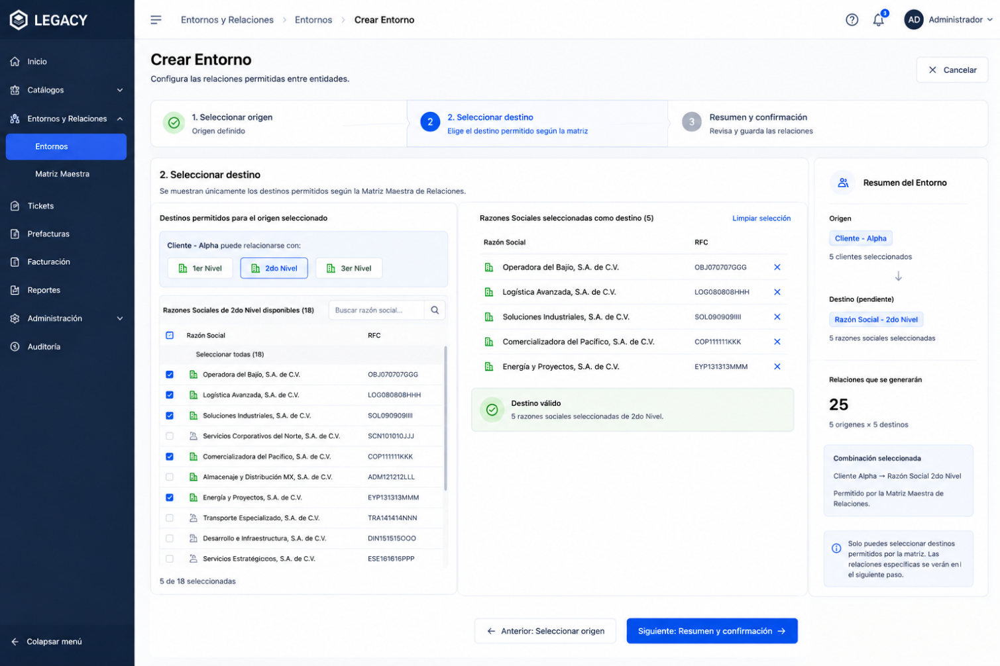 LEGACY
Inicio
Catálogos
Entornos y Relaciones
Entornos
Matriz Maestra
Tickets
Prefacturas
Facturación
Reportes
Administración
Auditoría
Colapsar menú
Entornos y Relaciones > Entornos > Crear Entorno
3
AD Administrador
Crear Entorno
Configura las relaciones permitidas entre entidades.
Cancelar
1. Seleccionar origen
Origen definido
2
2. Seleccionar destino
Elige el destino permitido según la matriz
3
Resumen y confirmación
Revisa y guarda las relaciones
2. Seleccionar destino
Se muestran únicamente los destinos permitidos según la Matriz Maestra de Relaciones.
Destinos permitidos para el origen seleccionado
Cliente - Alpha puede relacionarse con:
1er Nivel
2do Nivel
3er Nivel
Razones Sociales de 2do Nivel disponibles (18)
Buscar razón social...
Razón Social RFC
Seleccionar todas (18)
Operadora del Bajío, S.A. de C.V. OBJ070707GGG
Logística Avanzada, S.A. de C.V. LOG080808HHH
Soluciones Industriales, S.A. de C.V. SOL090909IIII
Servicios Corporativos del Norte, S.A. de C.V. SCN101010JJJ
Comercializadora del Pacífico, S.A. de C.V. COP111111KKK
Almacenaje y Distribución MX, S.A. de C.V. ADM121212LLL
Energía y Proyectos, S.A. de C.V. EYP131313MMM
Transporte Especializado, S.A. de C.V. TRA141414NNN
Desarrollo e Infraestructura, S.A. de C.V. DIN151515OOO
Servicios Estratégicos, S.A. de C.V. ESE161616PPP
5 de 18 seleccionadas
Razones Sociales seleccionadas como destino (5)
Limpiar selección
Razón Social RFC
Operadora del Bajío, S.A. de C.V. OBJ070707GGG
Logística Avanzada, S.A. de C.V. LOG080808HHH
Soluciones Industriales, S.A. de C.V. SOL090909IIII
Comercializadora del Pacífico, S.A. de C.V. COP111111KKK
Energía y Proyectos, S.A. de C.V. EYP131313MMM
Destino válido
5 razones sociales seleccionadas de 2do Nivel.
Resumen del Entorno
Origen
Cliente - Alpha
5 clientes seleccionados
Destino (pendiente)
Razón Social - 2do Nivel
5 razones sociales seleccionadas
Relaciones que se generarán
25
5 origenes × 5 destinos
Combinación seleccionada
Cliente Alpha → Razón Social 2do Nivel
Permitido por la Matriz Maestra de
Relaciones.
Solo puedes seleccionar destinos
permitidos por la matriz. Las
relaciones específicas se verán en
el siguiente paso.
← Anterior: Seleccionar origen
Siguiente: Resumen y confirmación →